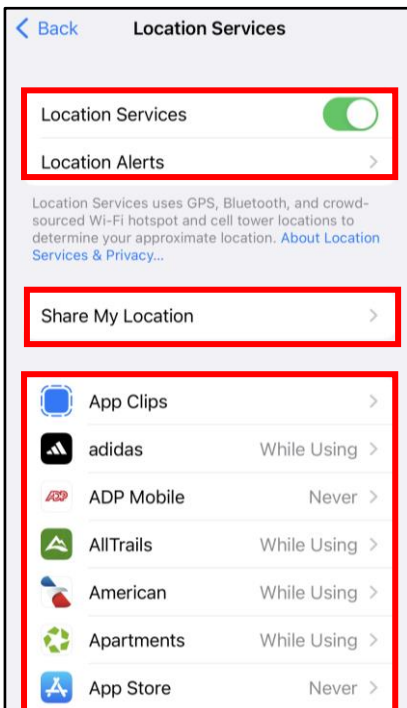 Back Location Services
Location Services
Location Alerts
Location Services uses GPS, Bluetooth, and crowd-
sourced Wi-Fi hotspot and cell tower locations to
determine your approximate location. About Location
Services & Privacy...
Share My Location
App Clips
adidas While Using
ADP ADP Mobile Never
AllTrails While Using
American While Using
Apartments While Using
App Store Never